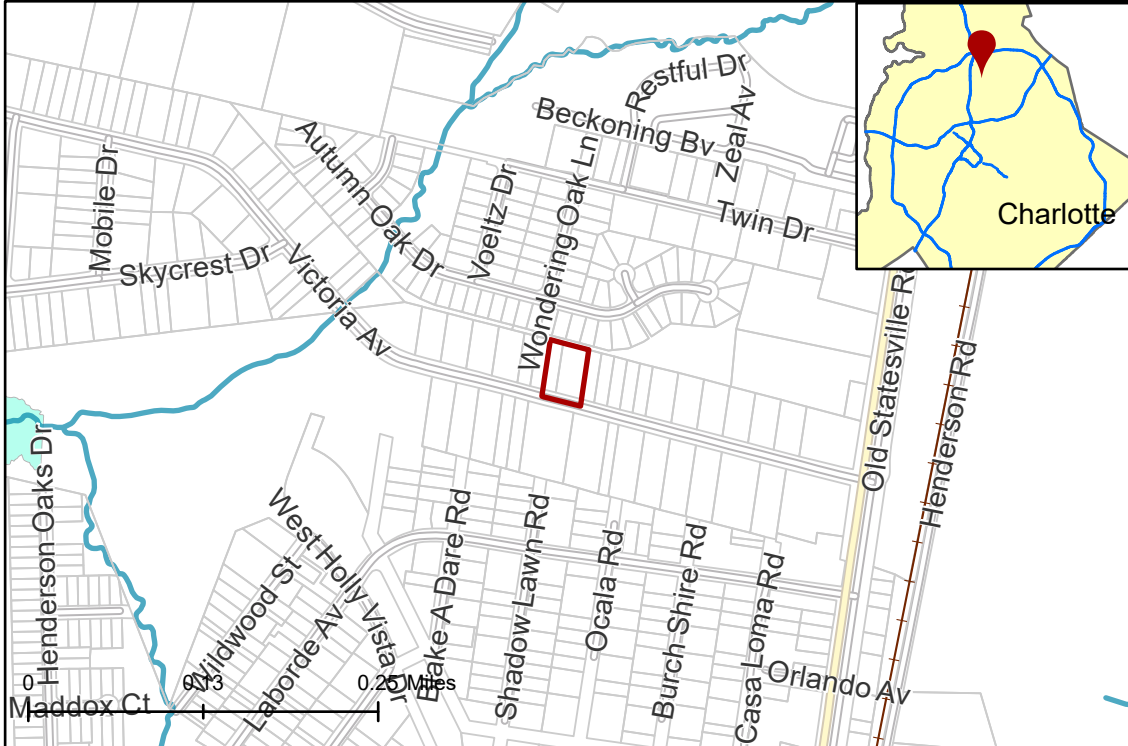 Restful Dr
Beckoning Bv
Zeal Av
Autumn Oak Dr
Mobile Dr
Voeltz Dr
Wondering Oak Ln
Twin Dr
Charlotte
Skycrest Dr
Victoria Av
Old Statesville Rd
Henderson Rd
Henderson Oaks Dr
West Holly Vista Dr
Wildwood St
Laborde Av
Blake A Dare Rd
Shadow Lawn Rd
Ocala Rd
Burch Shire Rd
Casa Loma Rd
Orlando Av
Maddox Ct
0 0.13 0.25 Miles